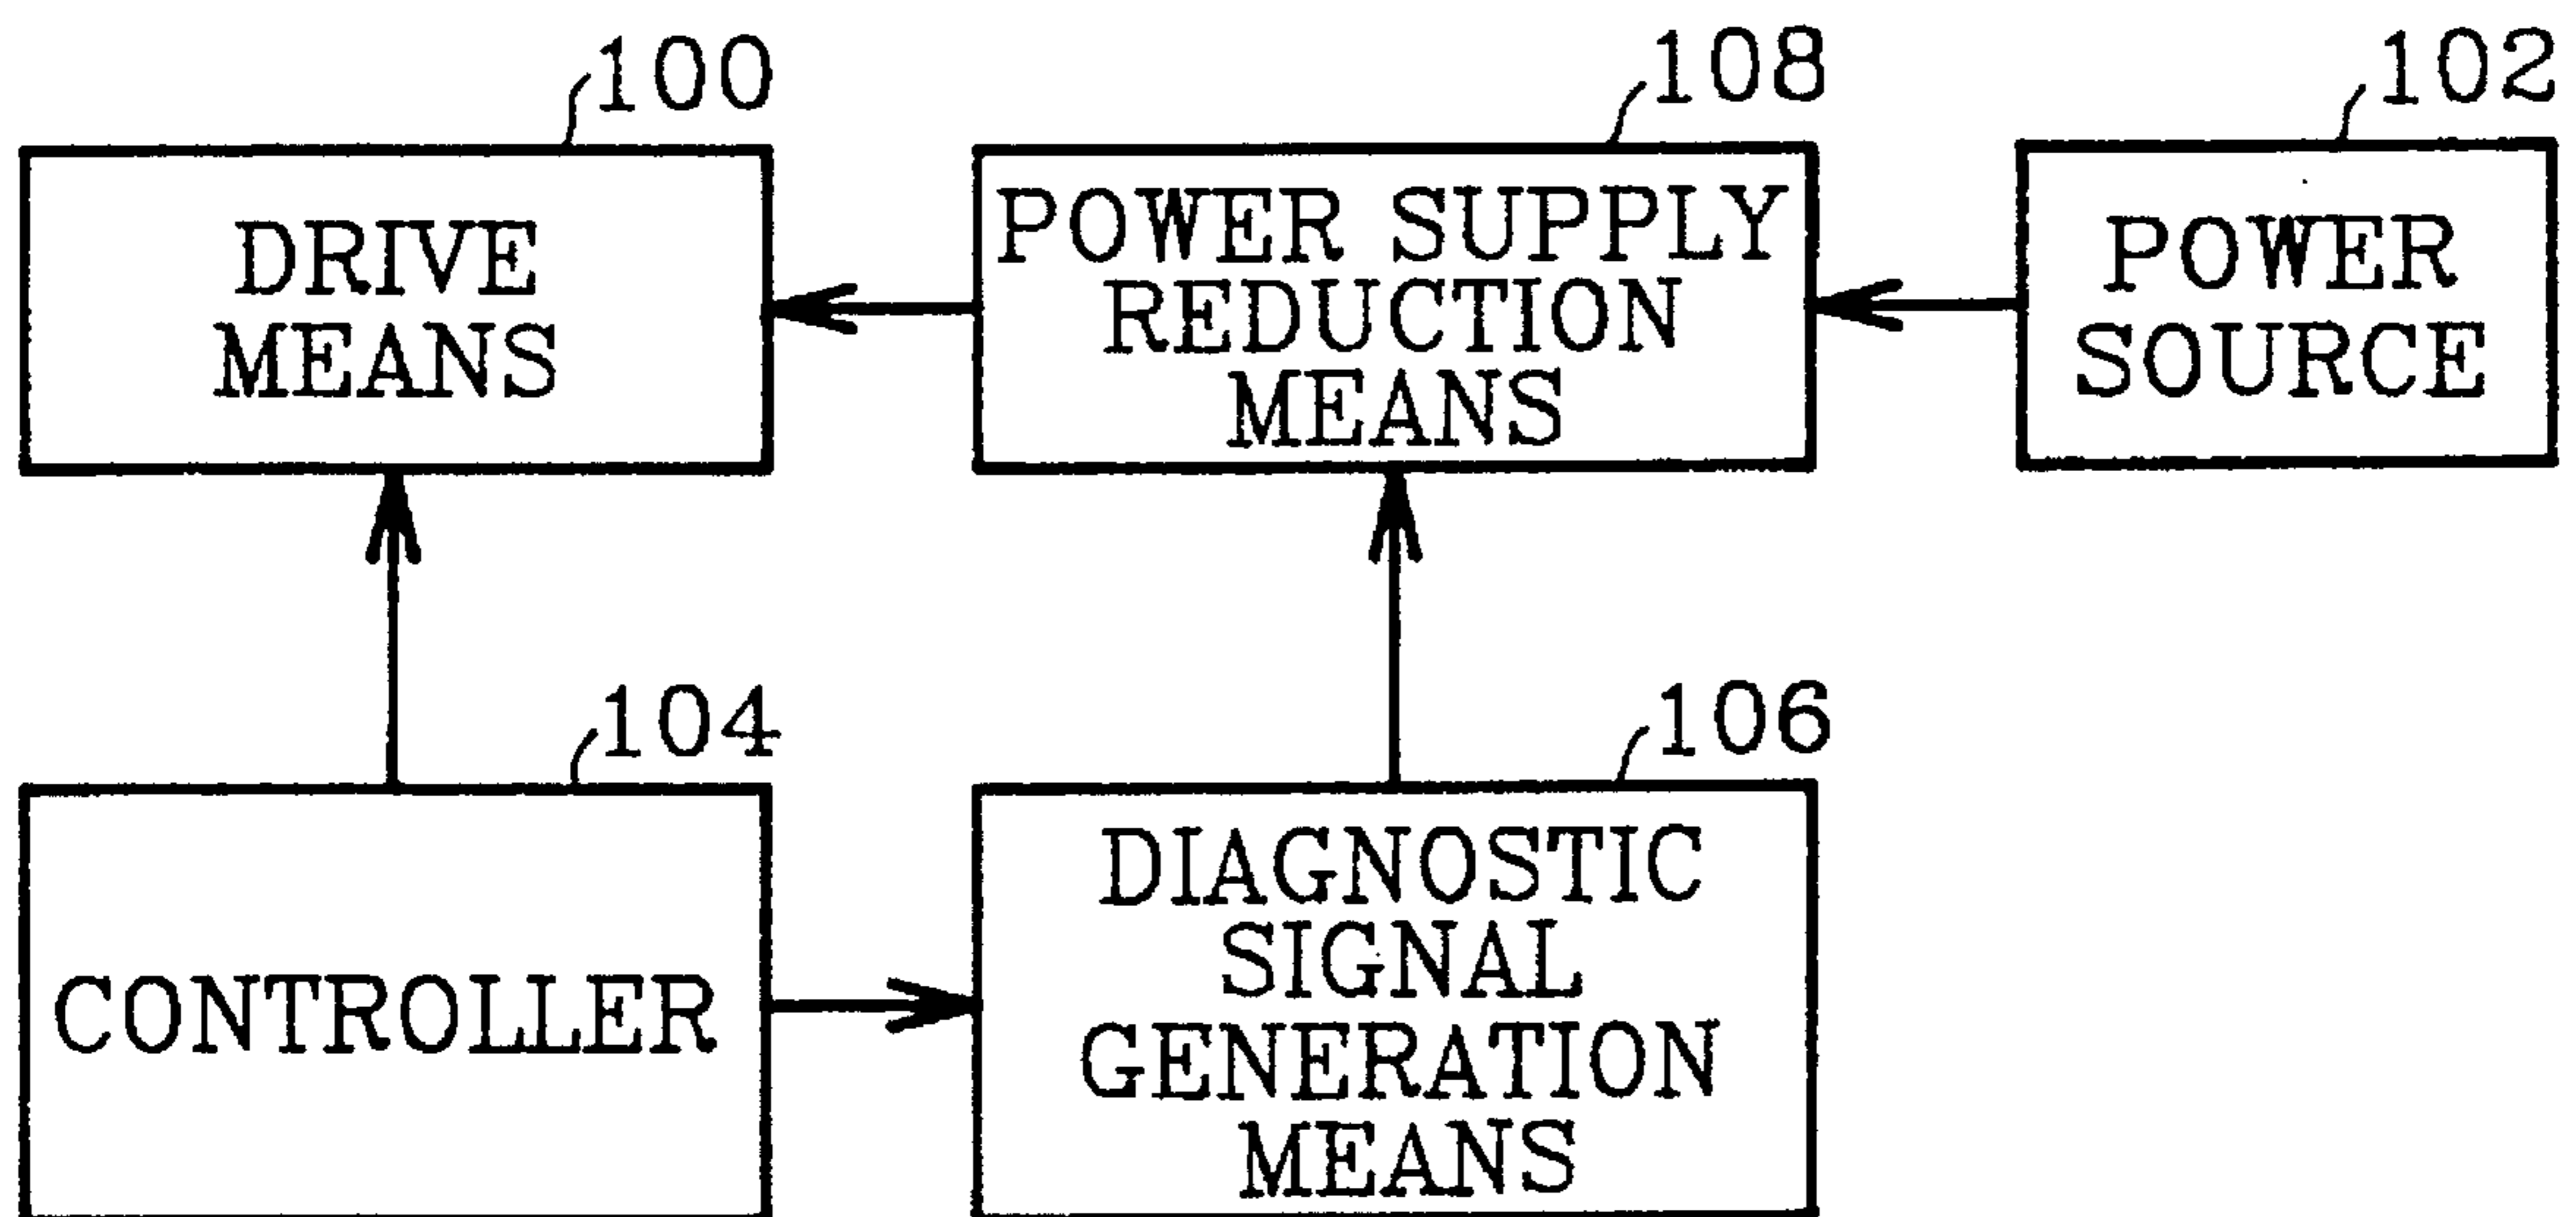 100
108
102
DRIVE
MEANS
POWER SUPPLY
REDUCTION
MEANS
POWER
SOURCE
104
106
CONTROLLER
DIAGNOSTIC
SIGNAL
GENERATION
MEANS